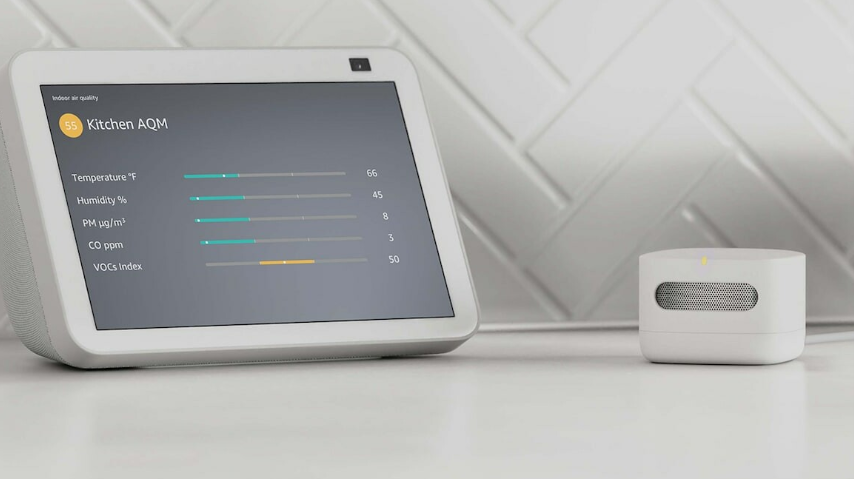 Indoor air quality
55 Kitchen AQM
Temperature °F 66
Humidity % 45
PM µg/m³ 8
CO ppm 3
VOCs Index 50